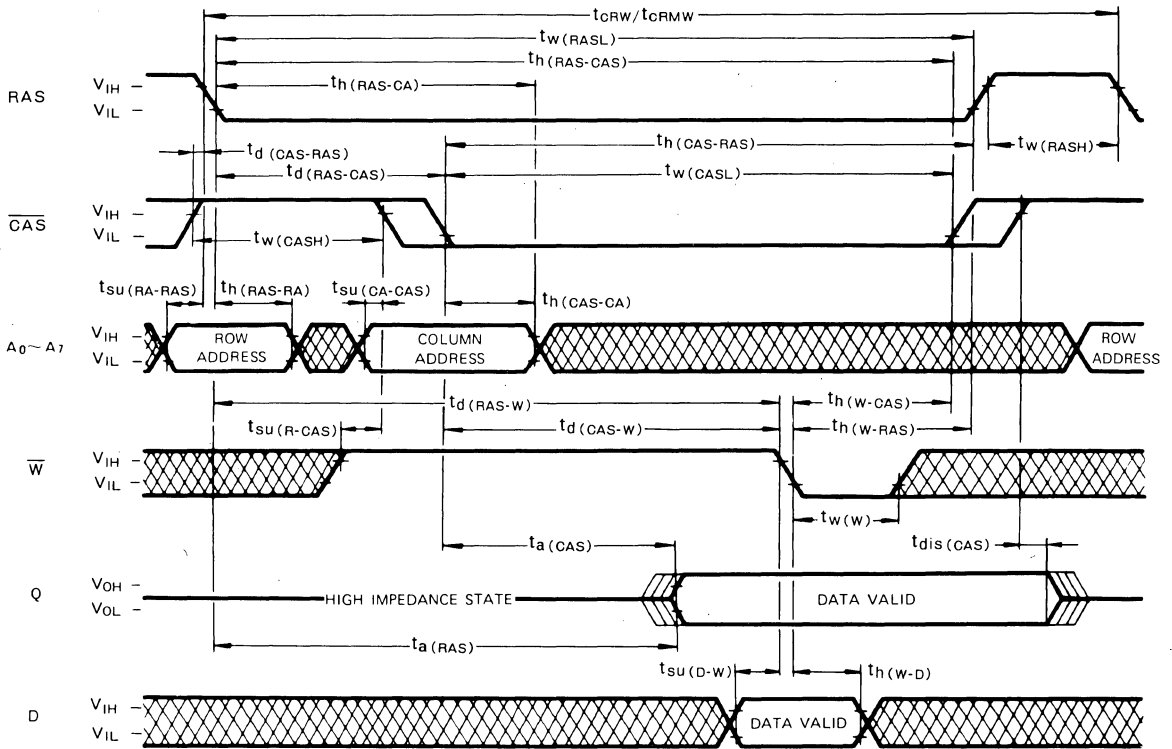 tCRW/tCRMW
tw(RASL)
th(RAS-CAS)
RAS
VIH
VIL
th(RAS-CA)
td(CAS-RAS)
th(CAS-RAS)
tw(RASH)
td(RAS-CAS)
tw(CASL)
CAS
VIH
VIL
tw(CASH)
tsu(RA-RAS)
th(RAS-RA)
tsu(CA-CAS)
th(CAS-CA)
A0~A7
VIH
VIL
ROW ADDRESS
COLUMN ADDRESS
ROW ADDRESS
td(RAS-W)
th(W-CAS)
tsu(R-CAS)
td(CAS-W)
th(W-RAS)
W
VIH
VIL
tw(W)
ta(CAS)
tdis(CAS)
Q
VOH
VOL
HIGH IMPEDANCE STATE
DATA VALID
ta(RAS)
tsu(D-W)
th(W-D)
D
VIH
VIL
DATA VALID